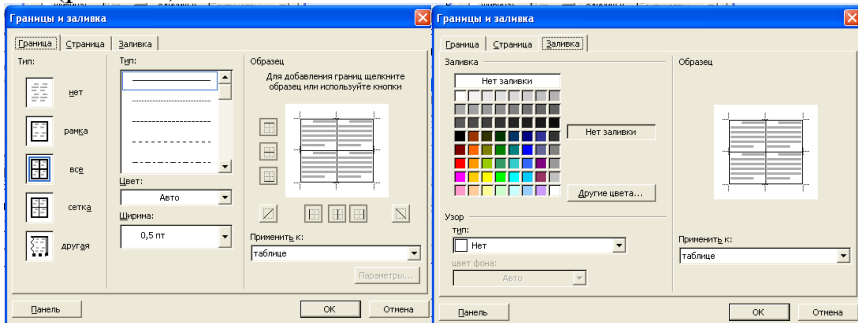 Границы и заливка
Граница
Страница
Заливка
Тип:
нет
рамка
все
сетка
другая
Тип:
Цвет:
Авто
Ширина:
0,5 пт
Образец
Для добавления границ щелкните
образец или используйте кнопки
Применить к:
таблице
Параметры...
Панель
ОК
Отмена
Границы и заливка
Граница
Страница
Заливка
Заливка
Нет заливки
Нет заливки
Другие цвета...
Узор
тип:
Нет
цвет фона:
Авто
Образец
Применить к:
таблице
Панель
ОК
Отмена